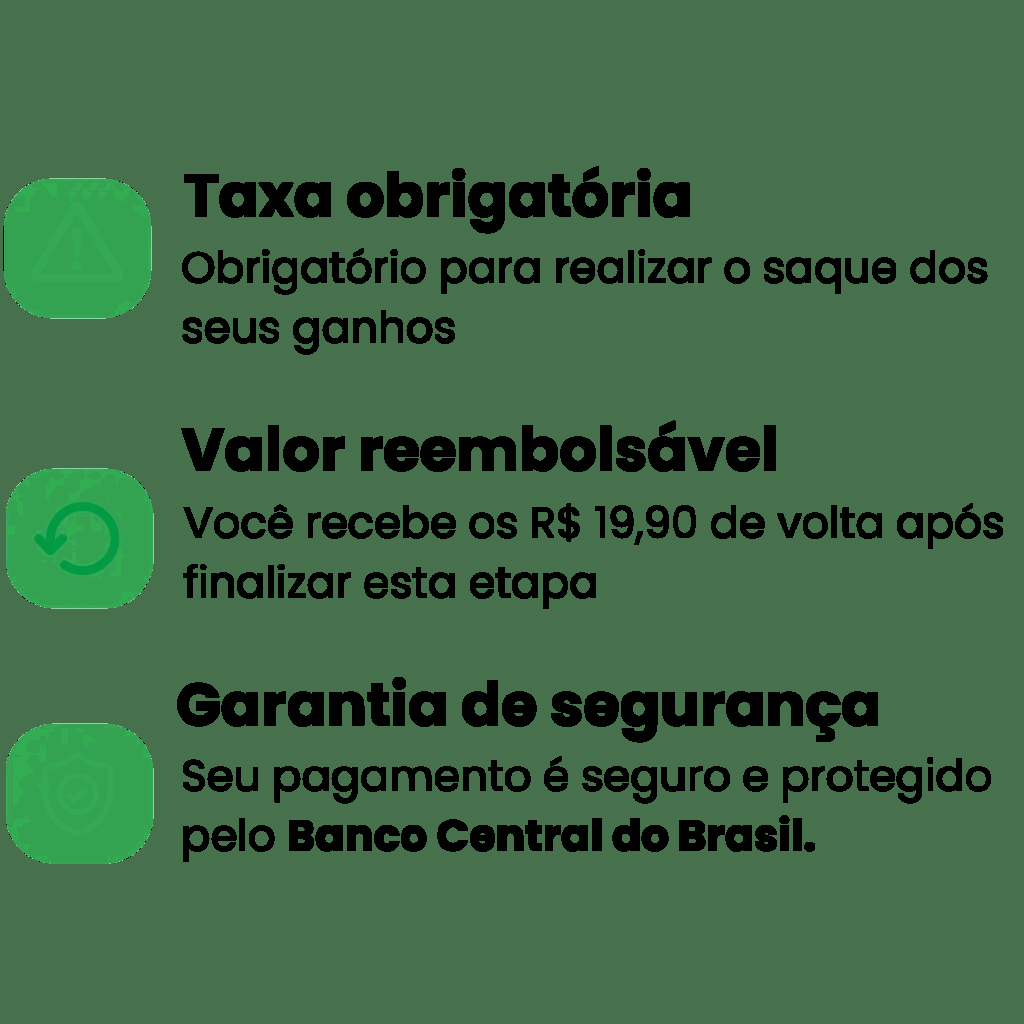 Taxa obrigatória
Obrigatório para realizar o saque dos
seus ganhos
Valor reembolsável
Você recebe os R$ 19,90 de volta após
finalizar esta etapa
Garantia de segurança
Seu pagamento é seguro e protegido
pelo Banco Central do Brasil.